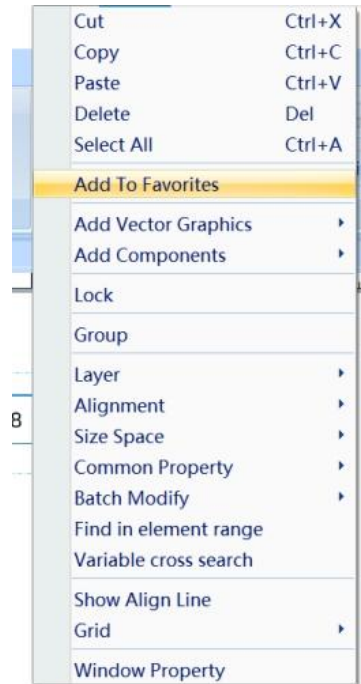 Cut Ctrl+X
Copy Ctrl+C
Paste Ctrl+V
Delete Del
Select All Ctrl+A
Add To Favorites
Add Vector Graphics
Add Components
Lock
Group
Layer
Alignment
8
Size Space
Common Property
Batch Modify
Find in element range
Variable cross search
Show Align Line
Grid
Window Property